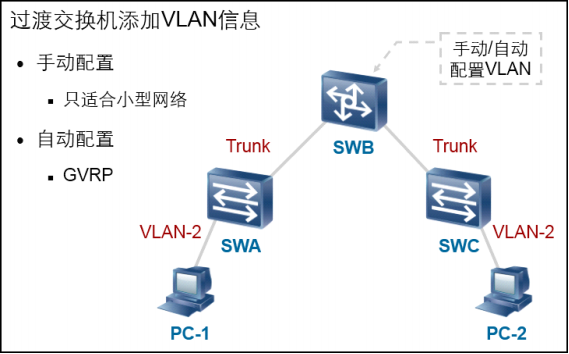 过渡交换机添加VLAN信息
• 手动配置
▪ 只适合小型网络
• 自动配置
▪ GVRP
手动/自动
配置VLAN
SWB
Trunk
Trunk
SWA
SWC
VLAN-2
VLAN-2
PC-1
PC-2